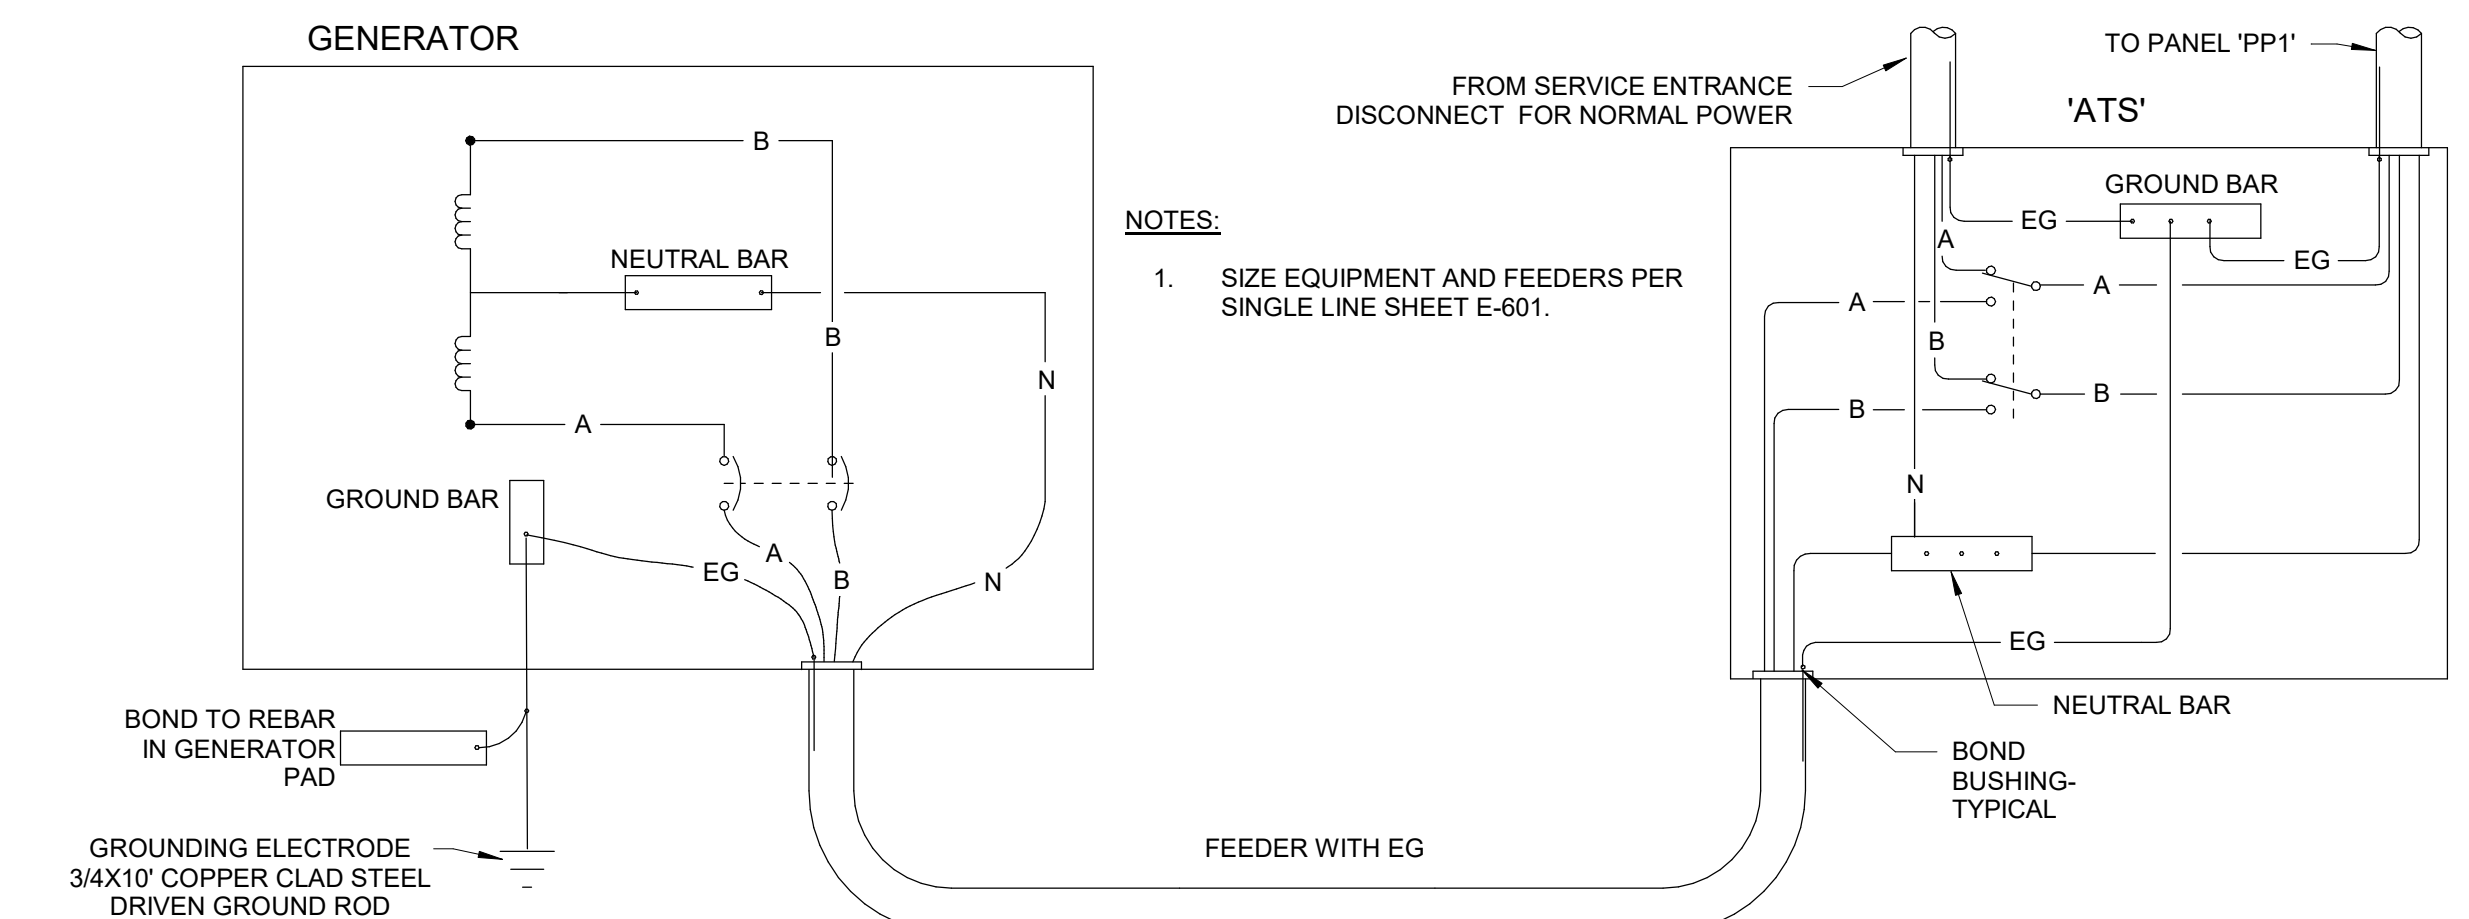 GENERATOR
B
NEUTRAL BAR
B
N
A
GROUND BAR
A
EG
B
N
BOND TO REBAR
IN GENERATOR
PAD
GROUNDING ELECTRODE
3/4X10' COPPER CLAD STEEL
DRIVEN GROUND ROD
NOTES:
1. SIZE EQUIPMENT AND FEEDERS PER
SINGLE LINE SHEET E-601.
FEEDER WITH EG
FROM SERVICE ENTRANCE
DISCONNECT FOR NORMAL POWER
TO PANEL 'PP1'
'ATS'
GROUND BAR
EG
A
EG
A
A
B
B
B
N
EG
NEUTRAL BAR
BOND
BUSHING-
TYPICAL